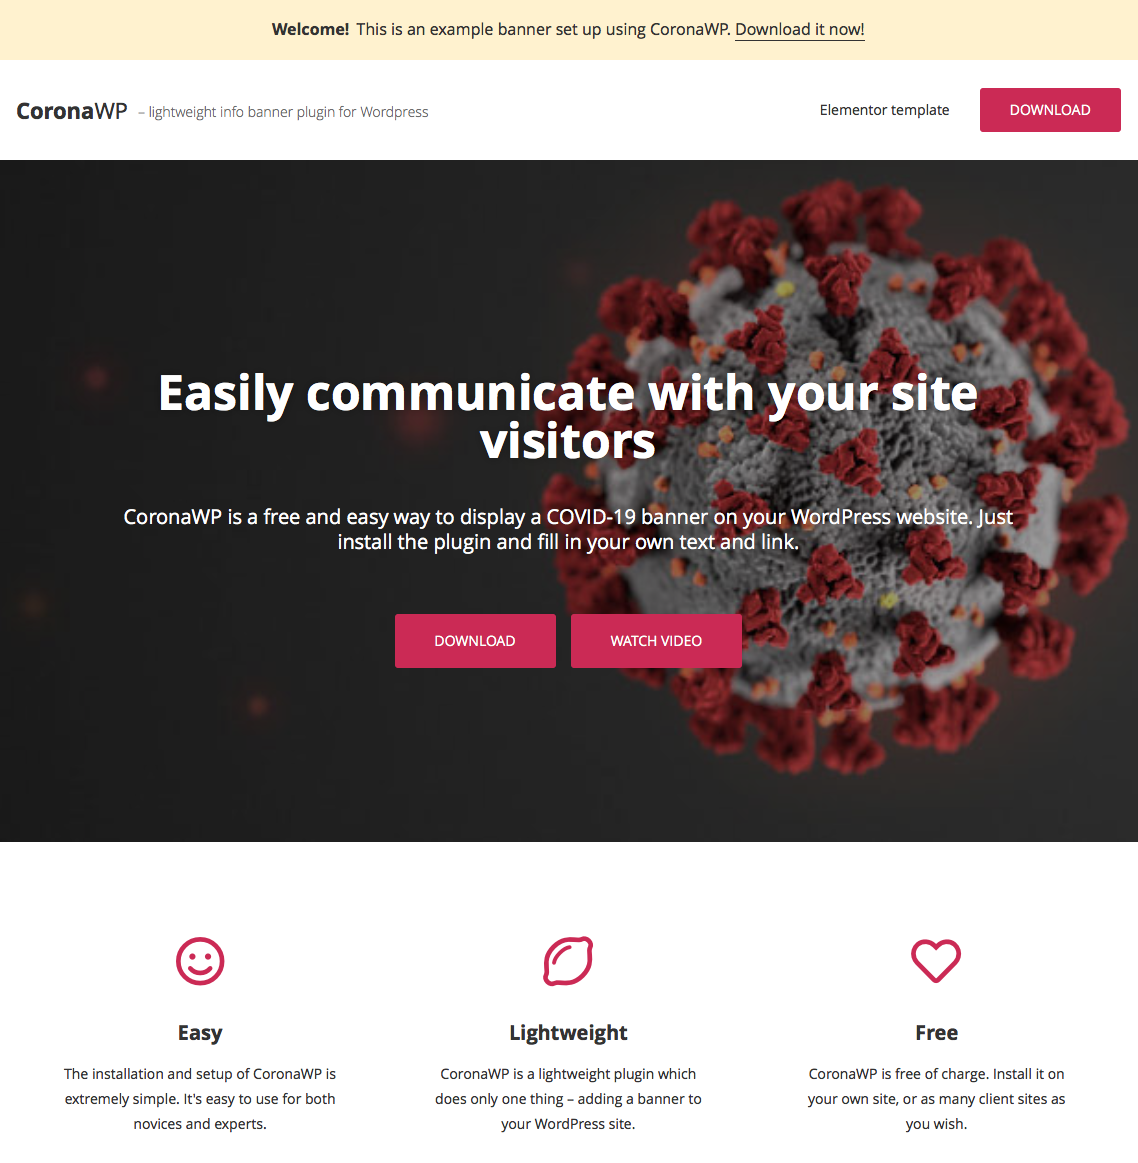 Welcome! This is an example banner set up using CoronaWP. Download it now!
CoronaWP – lightweight info banner plugin for Wordpress
Elementor template
DOWNLOAD
Easily communicate with your site
visitors
CoronaWP is a free and easy way to display a COVID-19 banner on your WordPress website. Just
install the plugin and fill in your own text and link.
DOWNLOAD
WATCH VIDEO
Easy
The installation and setup of CoronaWP is
extremely simple. It's easy to use for both
novices and experts.
Lightweight
CoronaWP is a lightweight plugin which
does only one thing – adding a banner to
your WordPress site.
Free
CoronaWP is free of charge. Install it on
your own site, or as many client sites as
you wish.